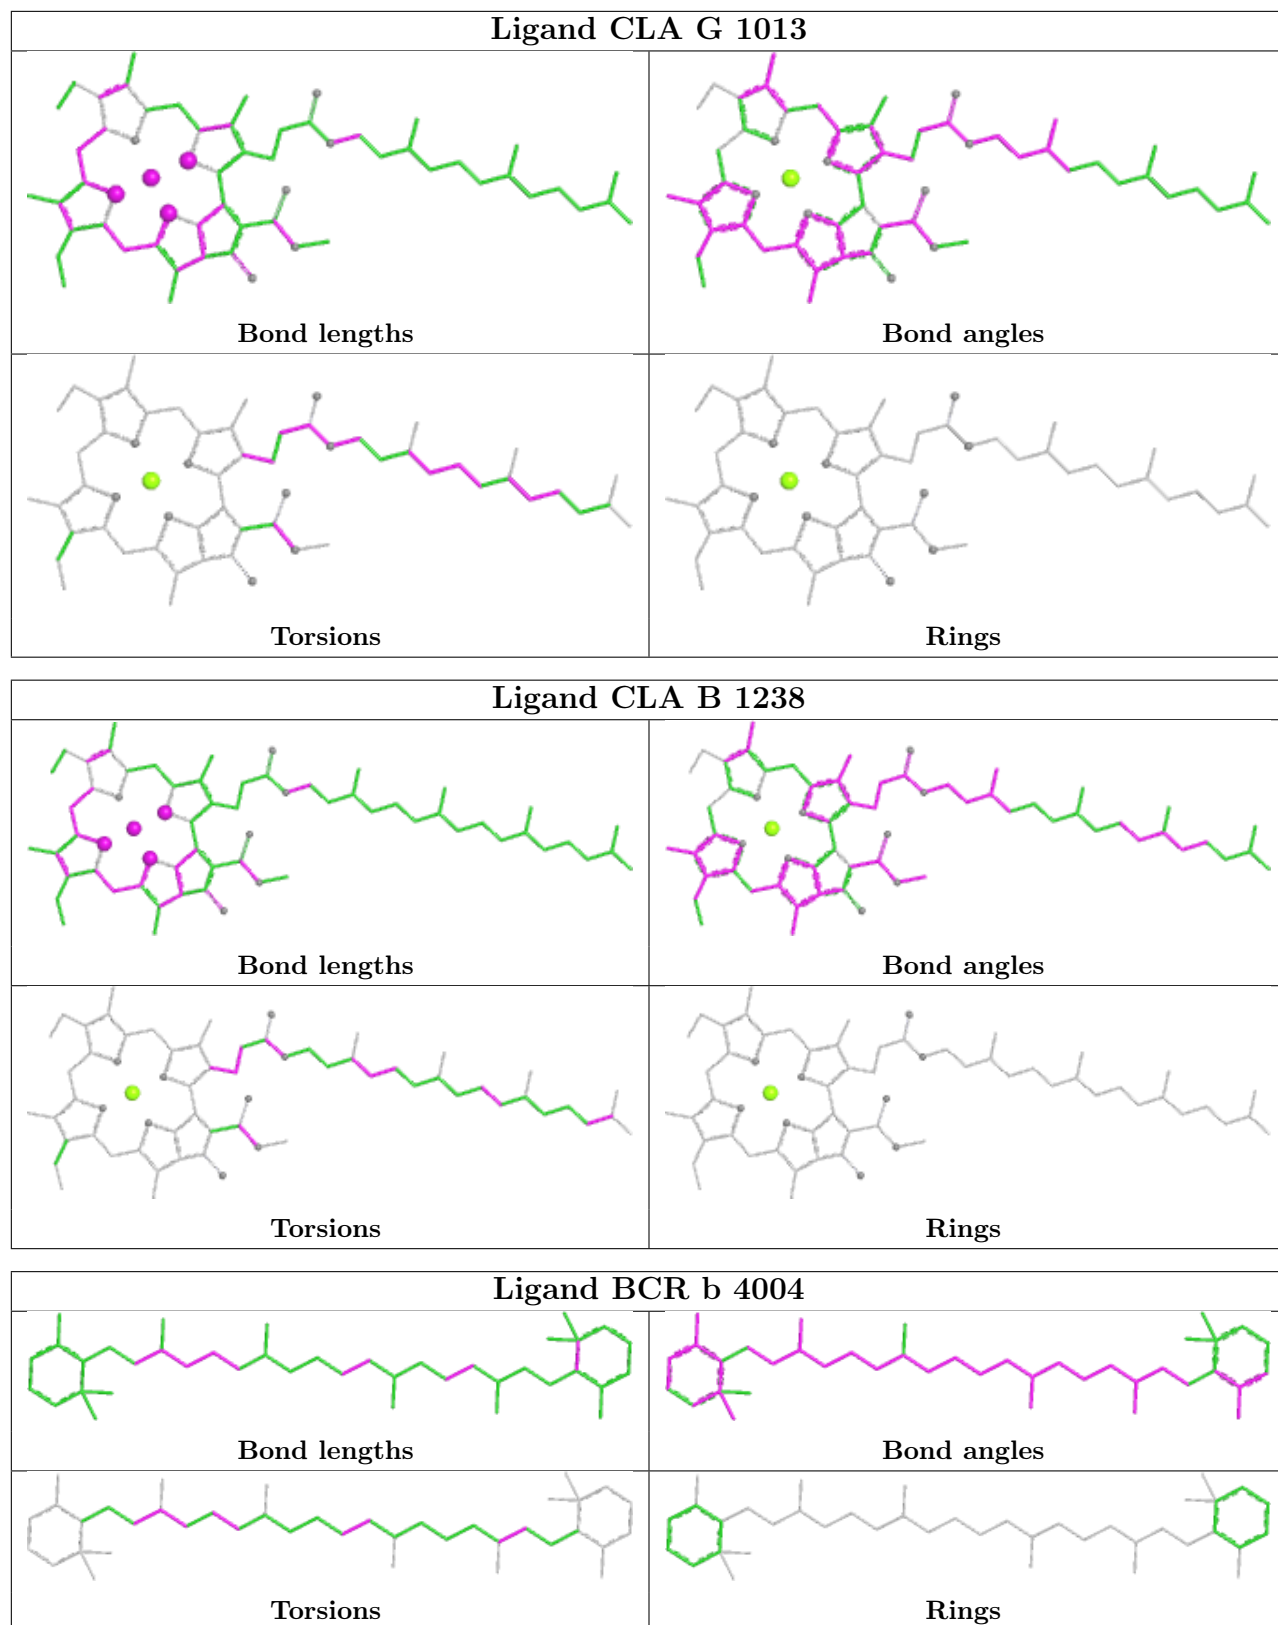 Ligand CLA G 1013
Bond lengths
Bond angles
Torsions
Rings
Ligand CLA B 1238
Bond lengths
Bond angles
Torsions
Rings
Ligand BCR b 4004
Bond lengths
Bond angles
Torsions
Rings